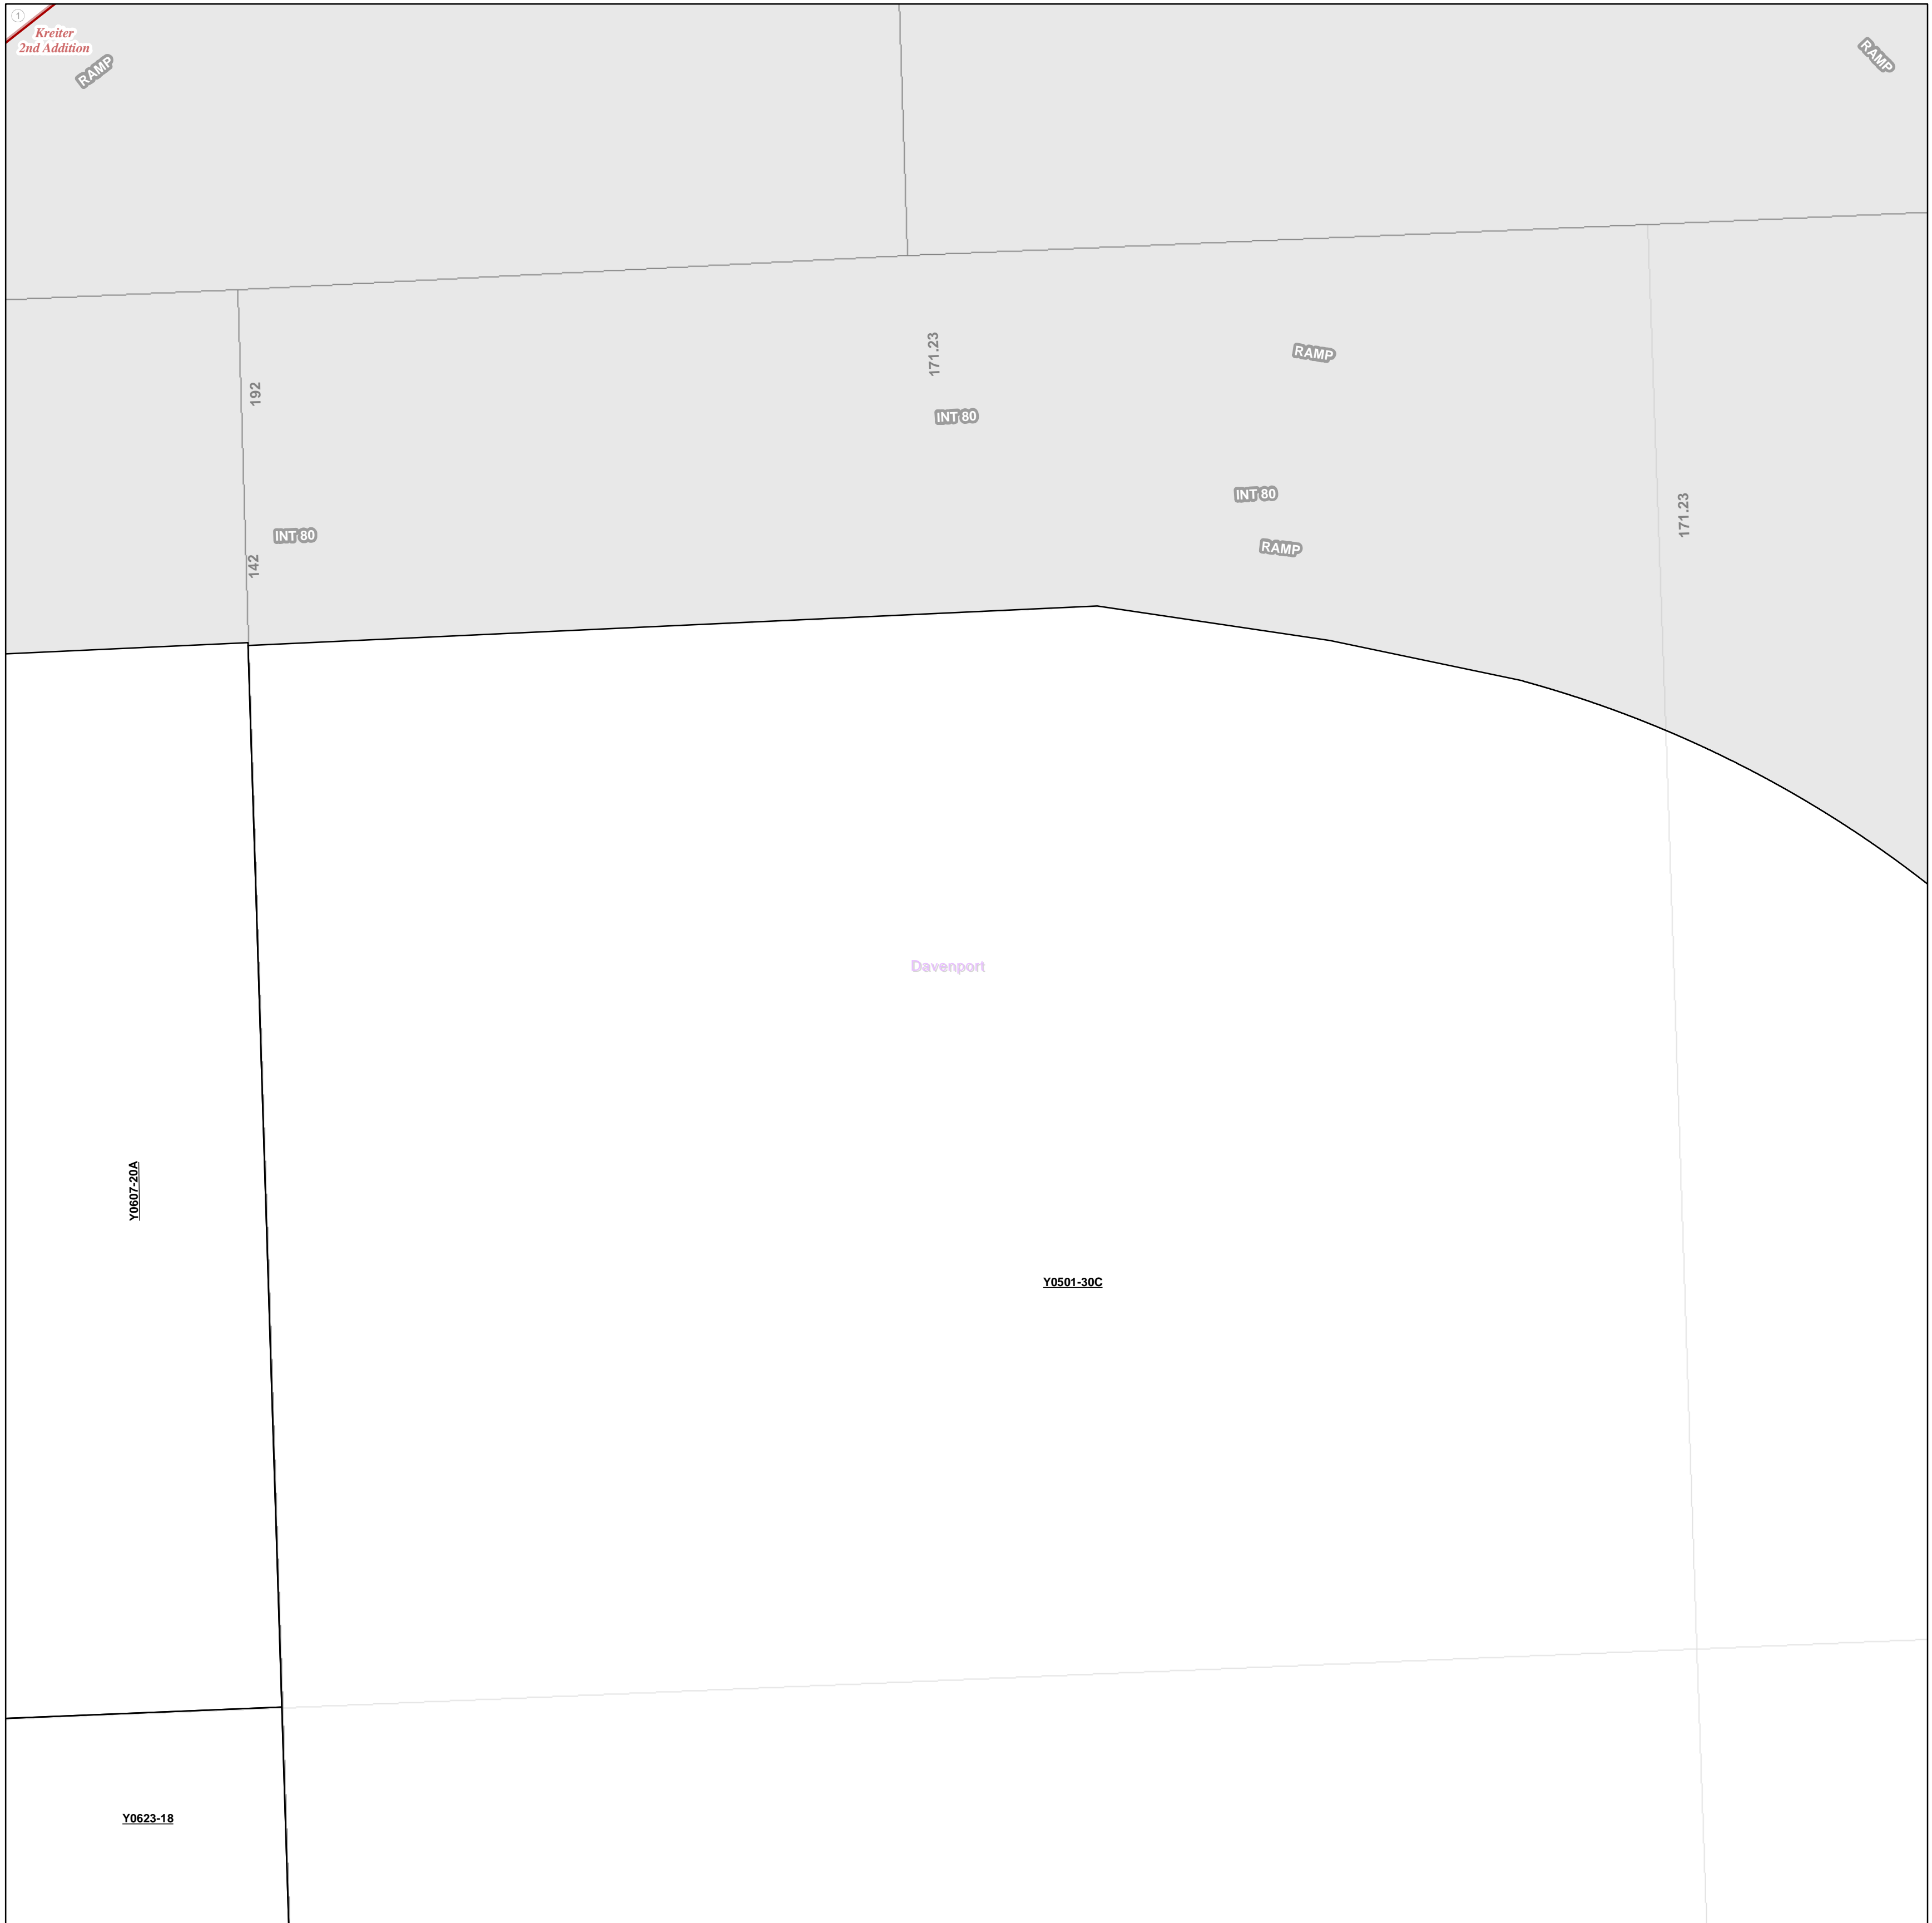 1
Kreiter
2nd Addition
RAMP
RAMP
171.23
RAMP
192
INT 80
INT 80
171.23
INT 80
RAMP
142
Davenport
Y0607-20A
Y0501-30C
Y0623-18